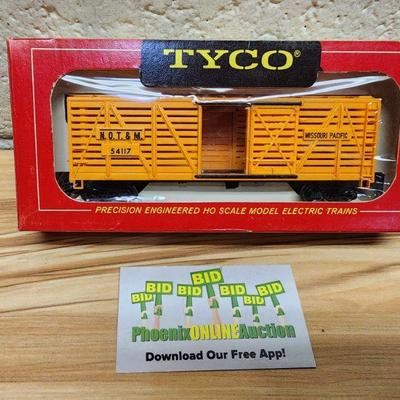 TYCO®
N.O.T. & M.
54117
MISSOURI PACIFIC
PRECISION ENGINEERED HO SCALE MODEL ELECTRIC TRAINS
BID BID BID BID BID BID BID
PhoenixONLINEAuction
Download Our Free App!